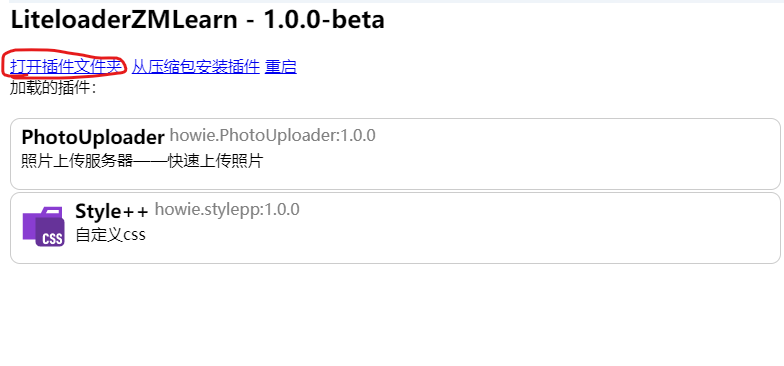 LiteloaderZMLearn - 1.0.0-beta
打开插件文件夹 从压缩包安装插件 重启
加载的插件：
PhotoUploader howie.PhotoUploader:1.0.0
照片上传服务器——快速上传照片
Style++ howie.stylepp:1.0.0
CSS
自定义css